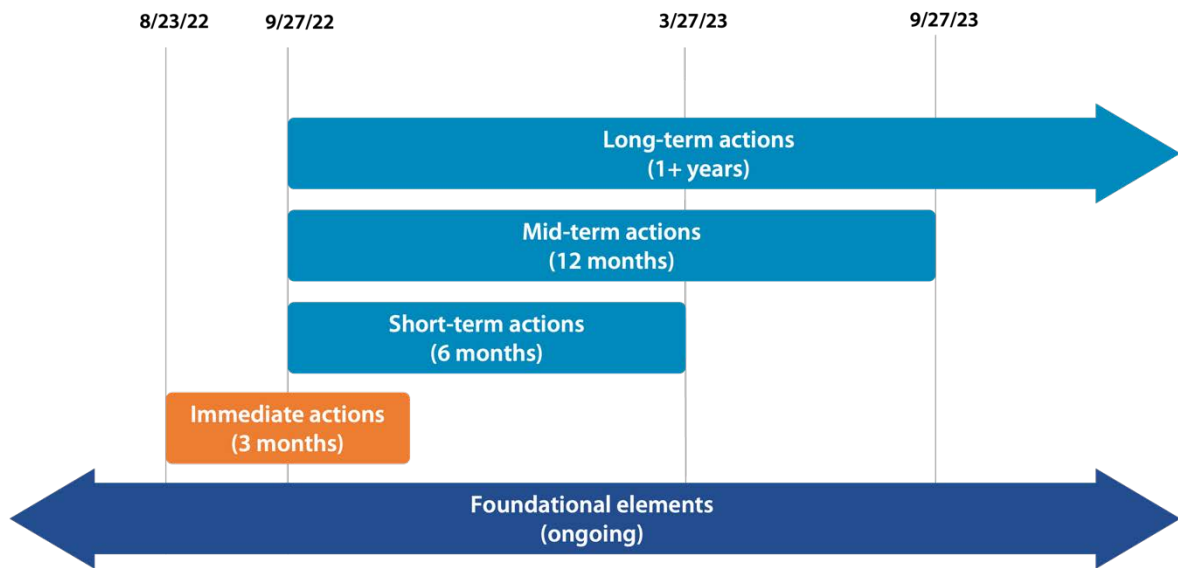 8/23/22
9/27/22
3/27/23
9/27/23
Long-term actions
(1+ years)
Mid-term actions
(12 months)
Short-term actions
(6 months)
Immediate actions
(3 months)
Foundational elements
(ongoing)